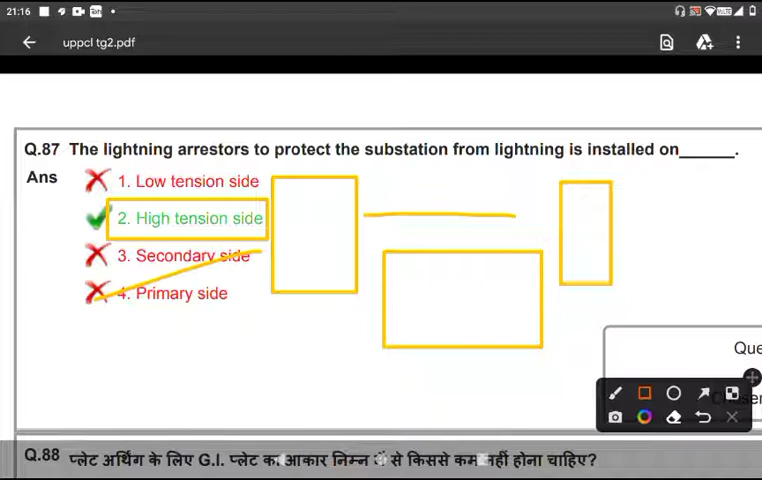 21:16
uppcl tg2.pdf
Q.87 The lightning arrestors to protect the substation from lightning is installed on______.
Ans 1. Low tension side
2. High tension side
3. Secondary side
4. Primary side
Que
Q.88 प्लेट अर्थिंग के लिए G.I. प्लेट का आकार निम्न में से किससे कम नहीं होना चाहिए?